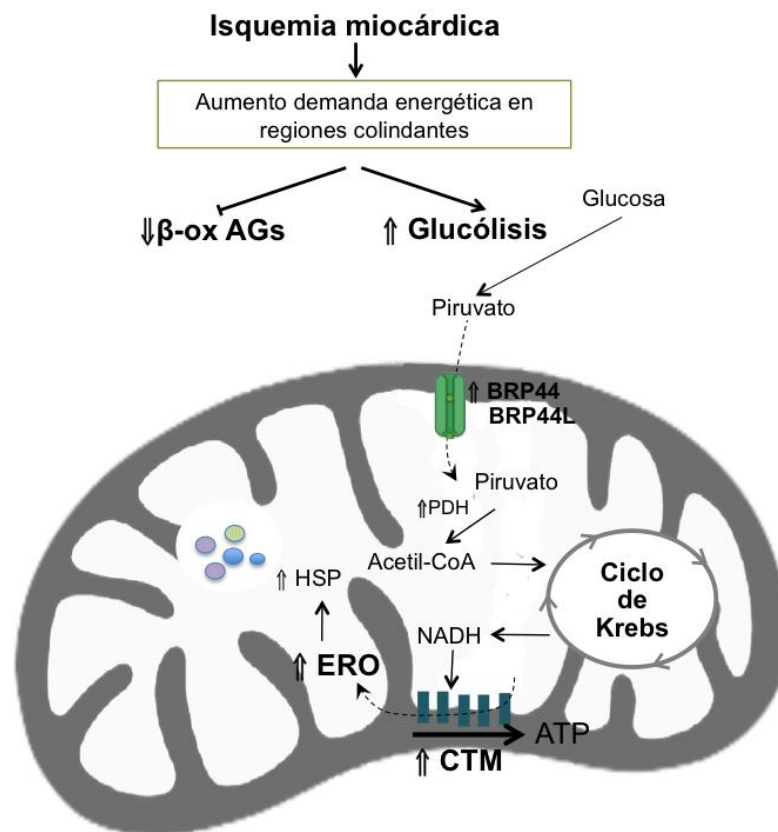 Isquemia miocárdica
Aumento demanda energética en
regiones colindantes
⇓β-ox AGs
⇑ Glucólisis
Glucosa
Piruvato
⇑ BRP44
BRP44L
Piruvato
⇑PDH
Acetil-CoA
Ciclo
de
Krebs
⇑ HSP
NADH
⇑ ERO
ATP
⇑ CTM